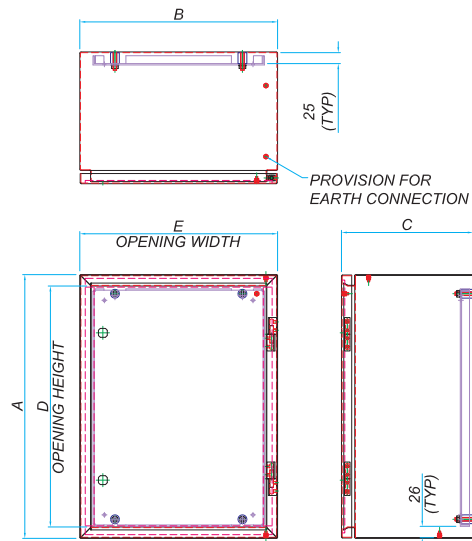 B
25
(TYP)
PROVISION FOR
EARTH CONNECTION
E
OPENING WIDTH
C
A
D
OPENING HEIGHT
26
(TYP)